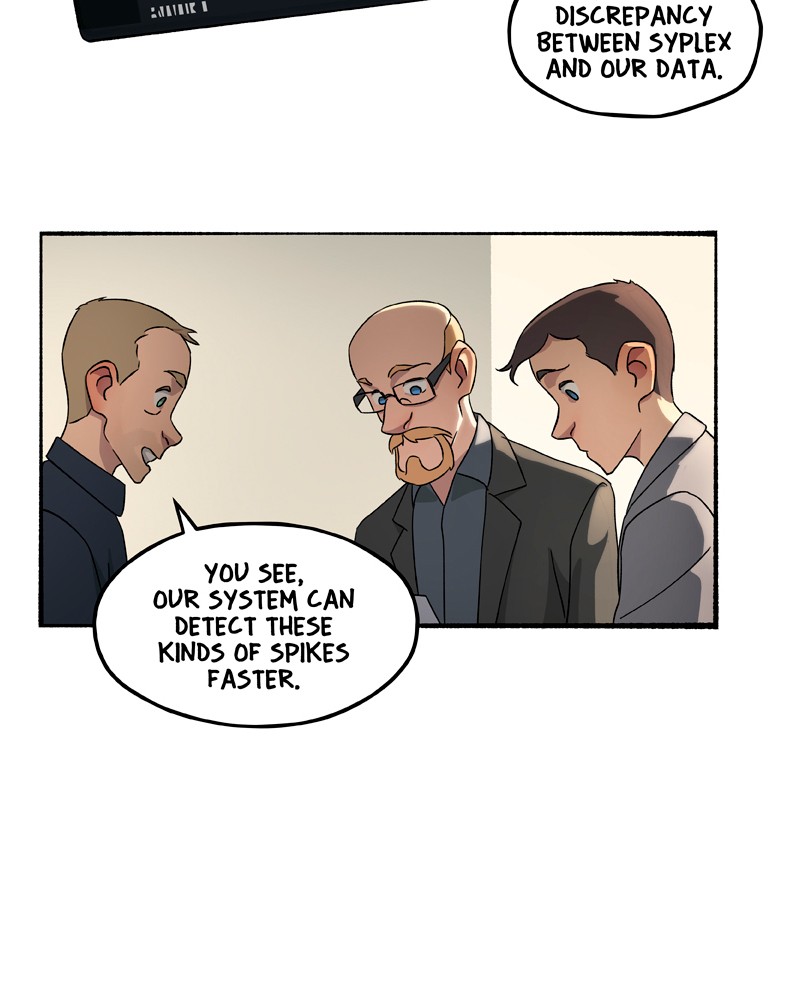 DISCREPANCY
BETWEEN SYPLEX
AND OUR DATA.
YOU SEE,
OUR SYSTEM CAN
DETECT THESE
KINDS OF SPIKES
FASTER.